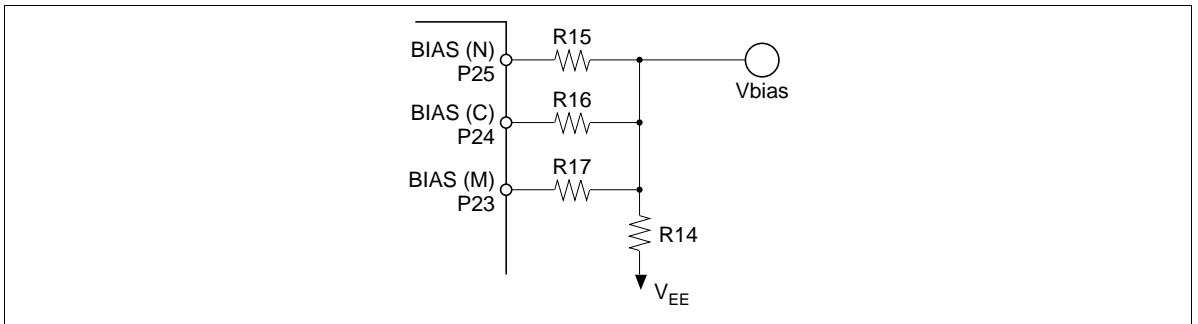 BIAS (N)
P25
R15
Vbias
BIAS (C)
P24
R16
BIAS (M)
P23
R17
R14
VEE